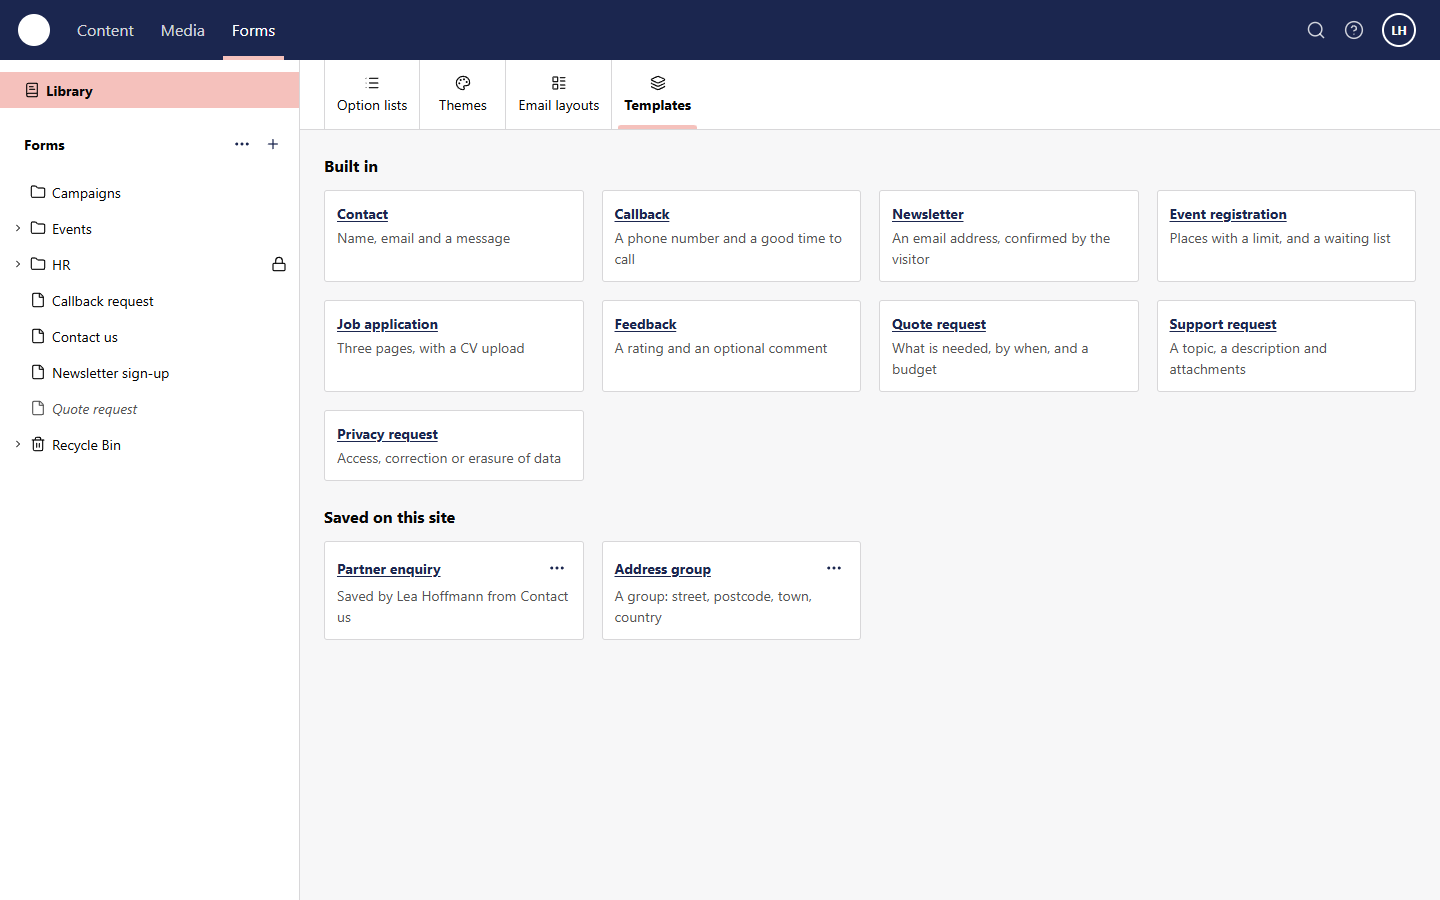 Content
Media
Forms
LH
Library
Forms
Campaigns
Events
HR
Callback request
Contact us
Newsletter sign-up
Quote request
Recycle Bin
Option lists
Themes
Email layouts
Templates
Built in
Contact
Name, email and a message
Callback
A phone number and a good time to
call
Newsletter
An email address, confirmed by the
visitor
Event registration
Places with a limit, and a waiting list
Job application
Three pages, with a CV upload
Feedback
A rating and an optional comment
Quote request
What is needed, by when, and a
budget
Support request
A topic, a description and
attachments
Privacy request
Access, correction or erasure of data
Saved on this site
Partner enquiry
Saved by Lea Hoffmann from Contact
us
Address group
A group: street, postcode, town,
country